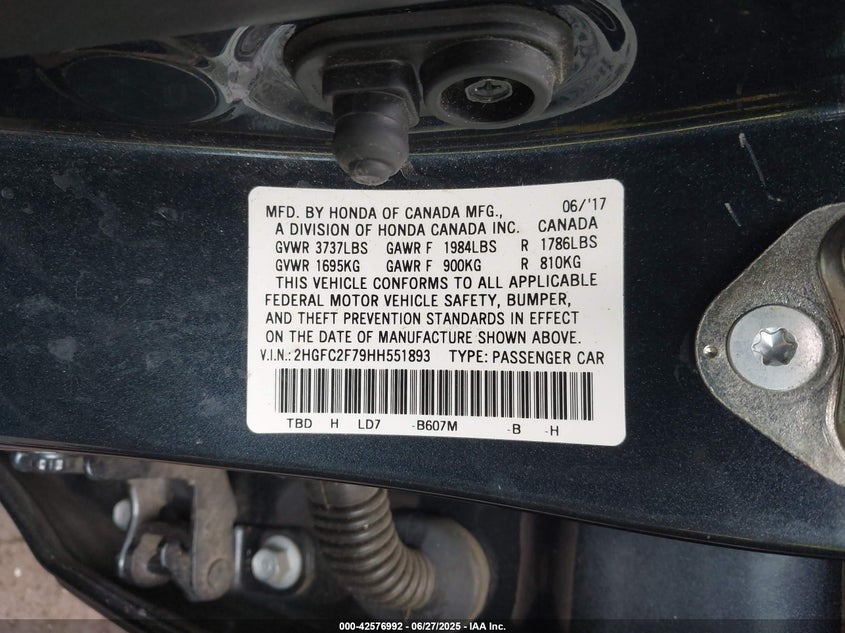 MFD. BY HONDA OF CANADA MFG., 06/'17
A DIVISION OF HONDA CANADA INC. CANADA
GVWR 3737LBS GAWR F 1984LBS R 1786LBS
GVWR 1695KG GAWR F 900KG R 810KG
THIS VEHICLE CONFORMS TO ALL APPLICABLE
FEDERAL MOTOR VEHICLE SAFETY, BUMPER,
AND THEFT PREVENTION STANDARDS IN EFFECT
ON THE DATE OF MANUFACTURE SHOWN ABOVE.
V.I.N.: 2HGFC2F79HH551893 TYPE: PASSENGER CAR
TBD H LD7 -B607M -B -H
000-42576992 - 06/27/2025 - IAA Inc.